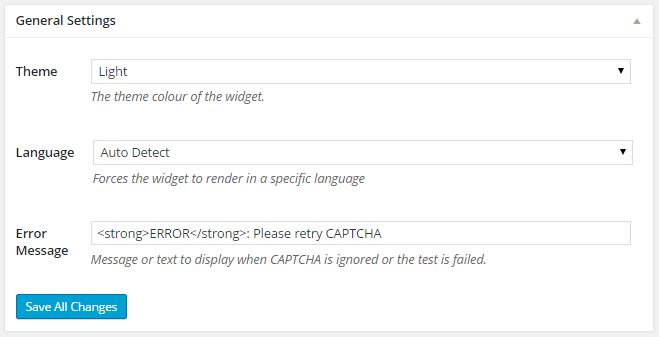 General Settings
Theme
Light
The theme colour of the widget.
Language
Auto Detect
Forces the widget to render in a specific language
Error
Message
<strong>ERROR</strong>: Please retry CAPTCHA
Message or text to display when CAPTCHA is ignored or the test is failed.
Save All Changes